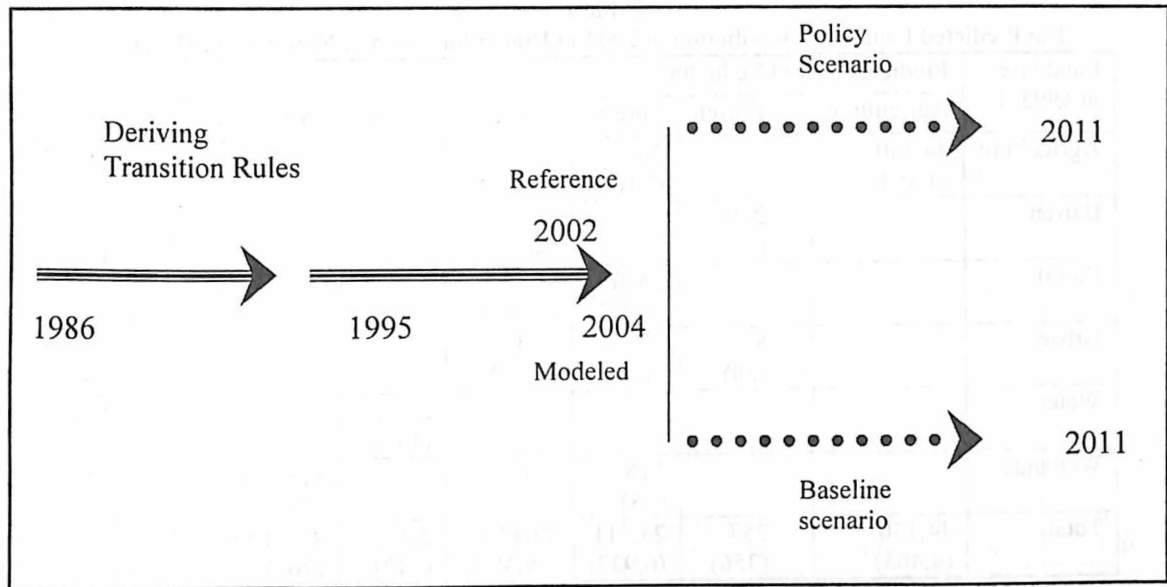 Policy
Scenario
2011
Deriving
Transition Rules
Reference
2002
1986
1995
2004
Modeled
2011
Baseline
scenario